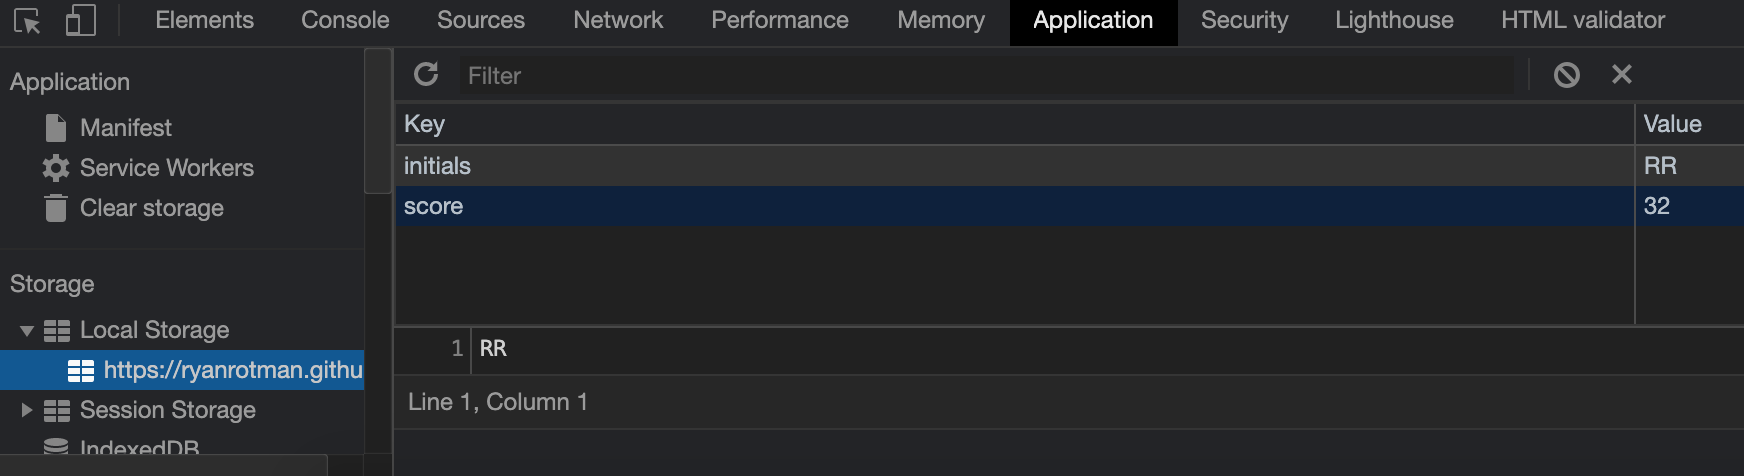 Elements Console Sources Network Performance Memory Application Security Lighthouse HTML validator
Application
Manifest
Service Workers
Clear storage
Storage
Local Storage
https://ryanrotman.githu
Session Storage
IndexedDB
Filter
Key Value
initials RR
score 32
1 RR
Line 1, Column 1